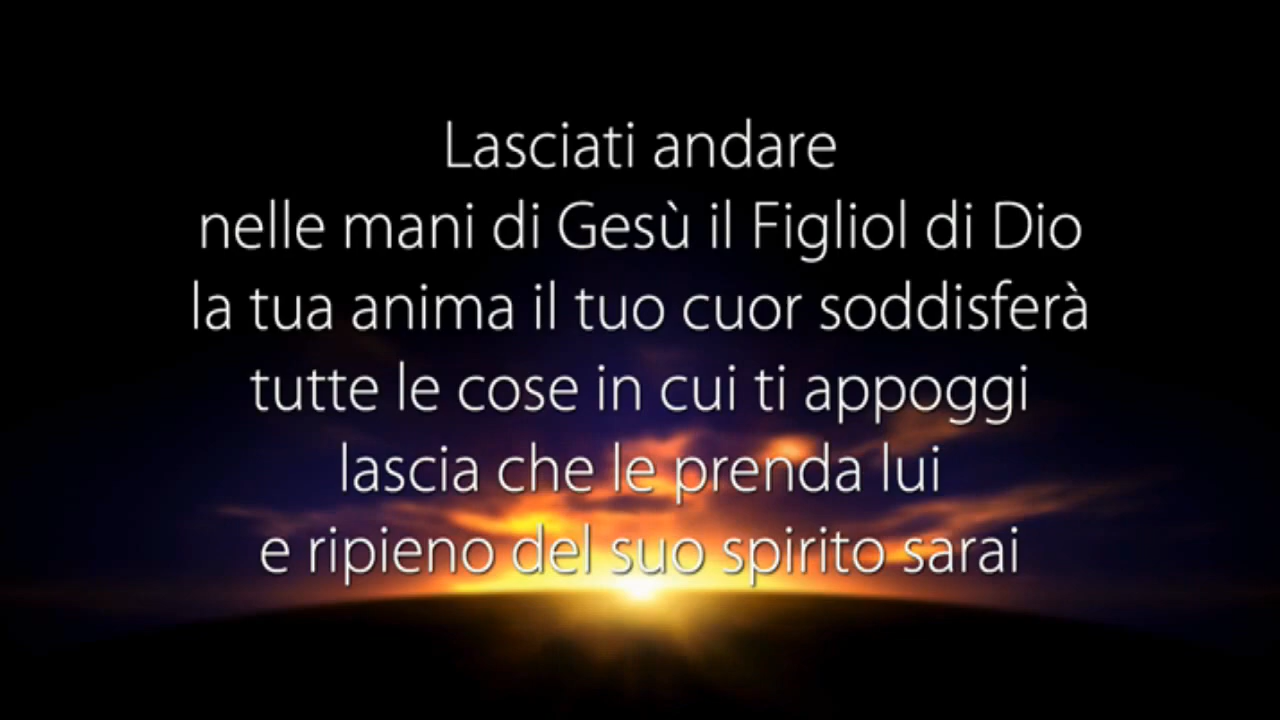 Lasciati andare
nelle mani di Gesù il Figliol di Dio
la tua anima il tuo cuor soddisferà
tutte le cose in cui ti appoggi
lascia che le prenda lui
e ripieno del suo spirito sarai